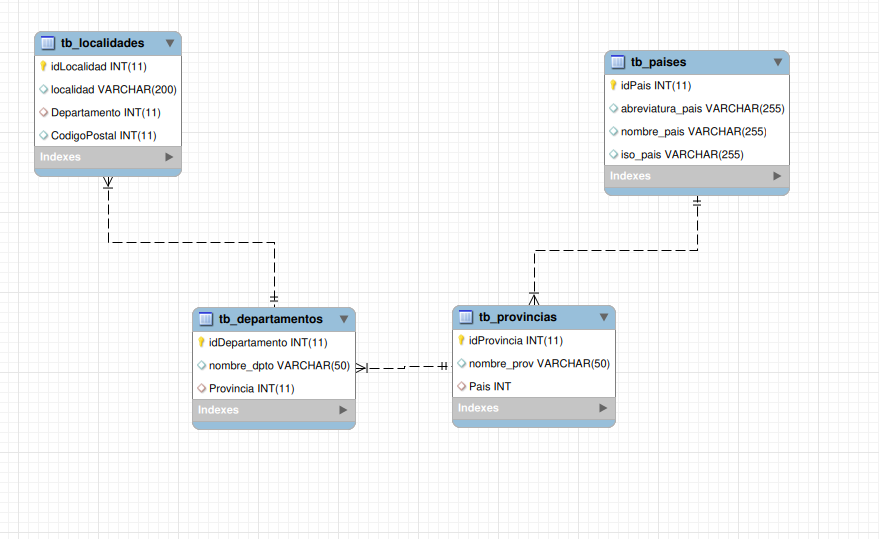 tb_localidades
idLocalidad INT(11)
localidad VARCHAR(200)
Departamento INT(11)
CodigoPostal INT(11)
Indexes
tb_paises
idPais INT(11)
abreviatura_pais VARCHAR(255)
nombre_pais VARCHAR(255)
iso_pais VARCHAR(255)
Indexes
tb_departamentos
idDepartamento INT(11)
nombre_dpto VARCHAR(50)
Provincia INT(11)
Indexes
tb_provincias
idProvincia INT(11)
nombre_prov VARCHAR(50)
Pais INT
Indexes